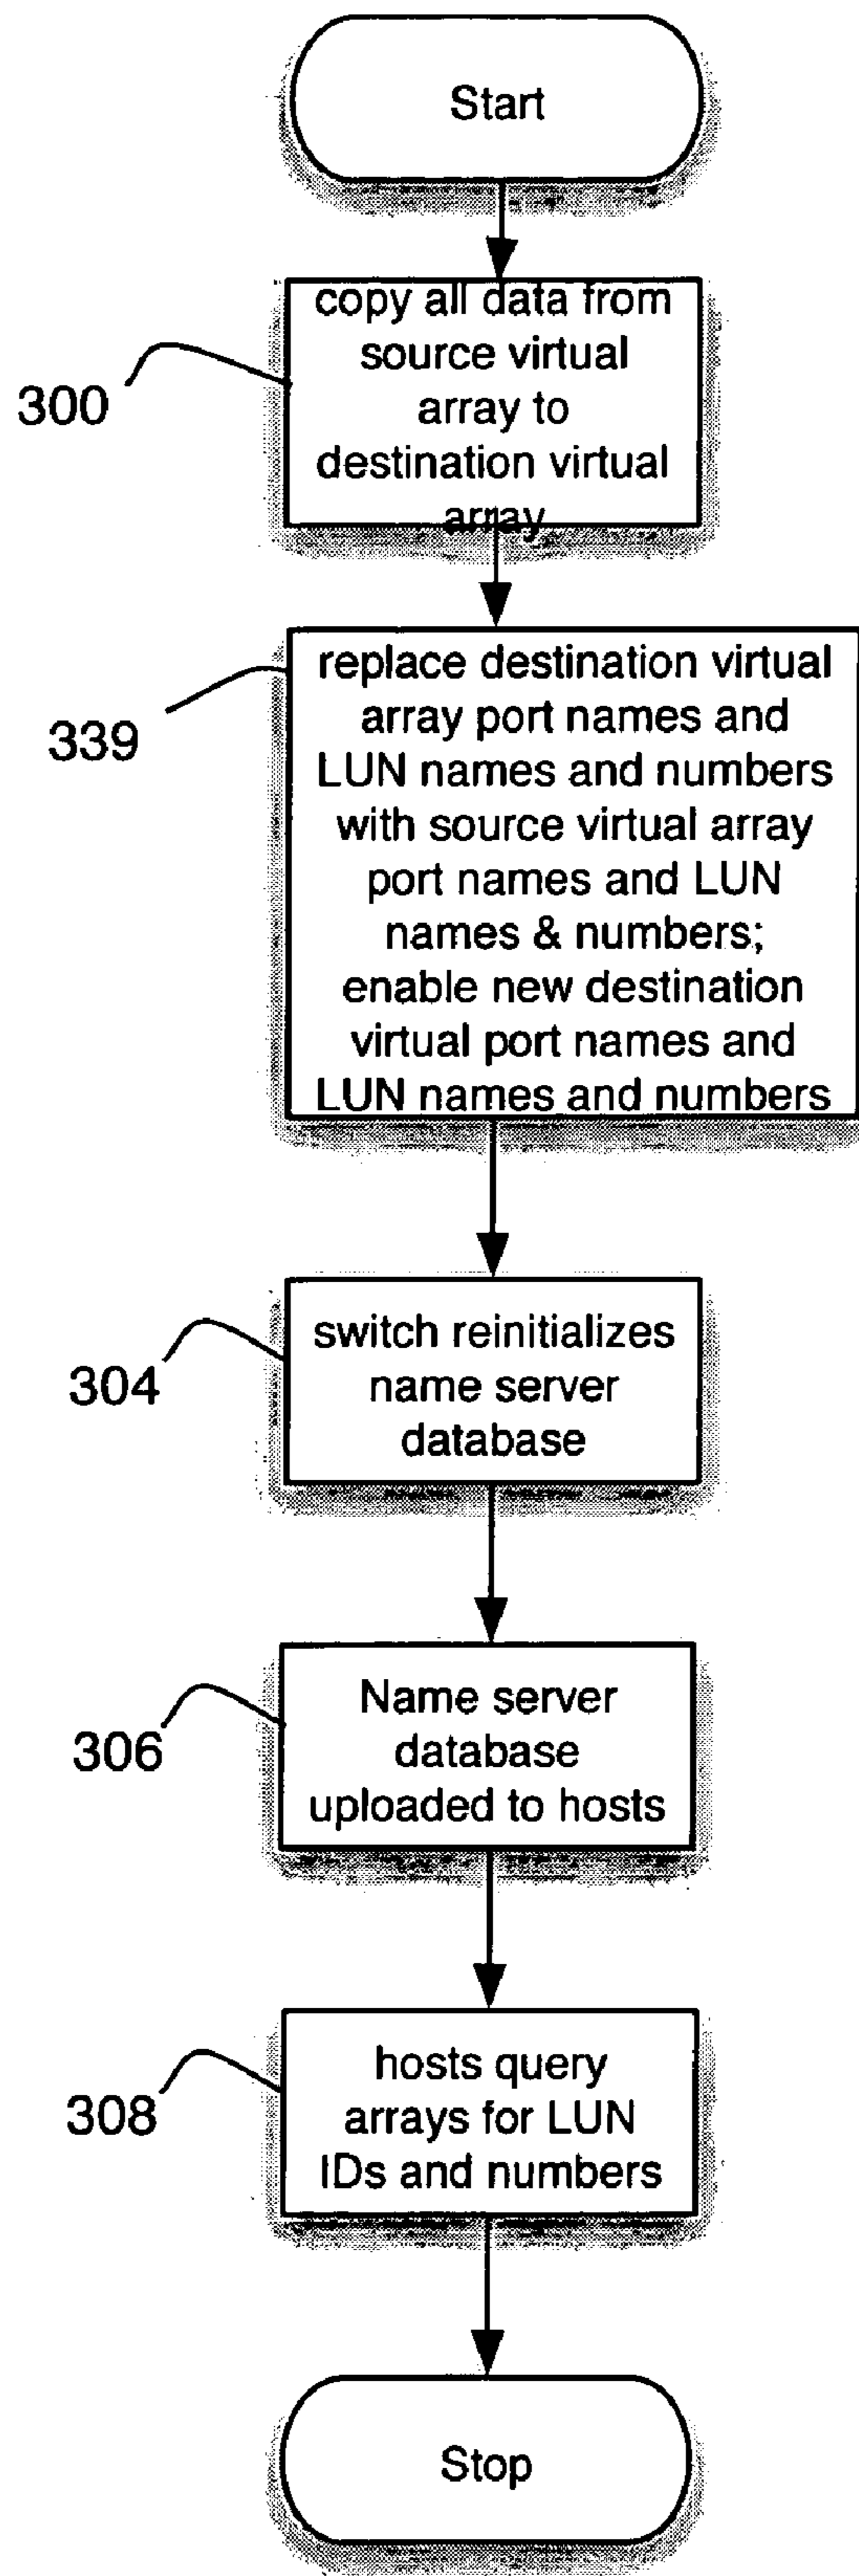 Start
300
copy all data from
source virtual
array to
destination virtual
array
339
replace destination virtual
array port names and
LUN names and numbers
with source virtual array
port names and LUN
names & numbers;
enable new destination
virtual port names and
LUN names and numbers
304
switch reinitializes
name server
database
306
Name server
database
uploaded to hosts
308
hosts query
arrays for LUN
IDs and numbers
Stop